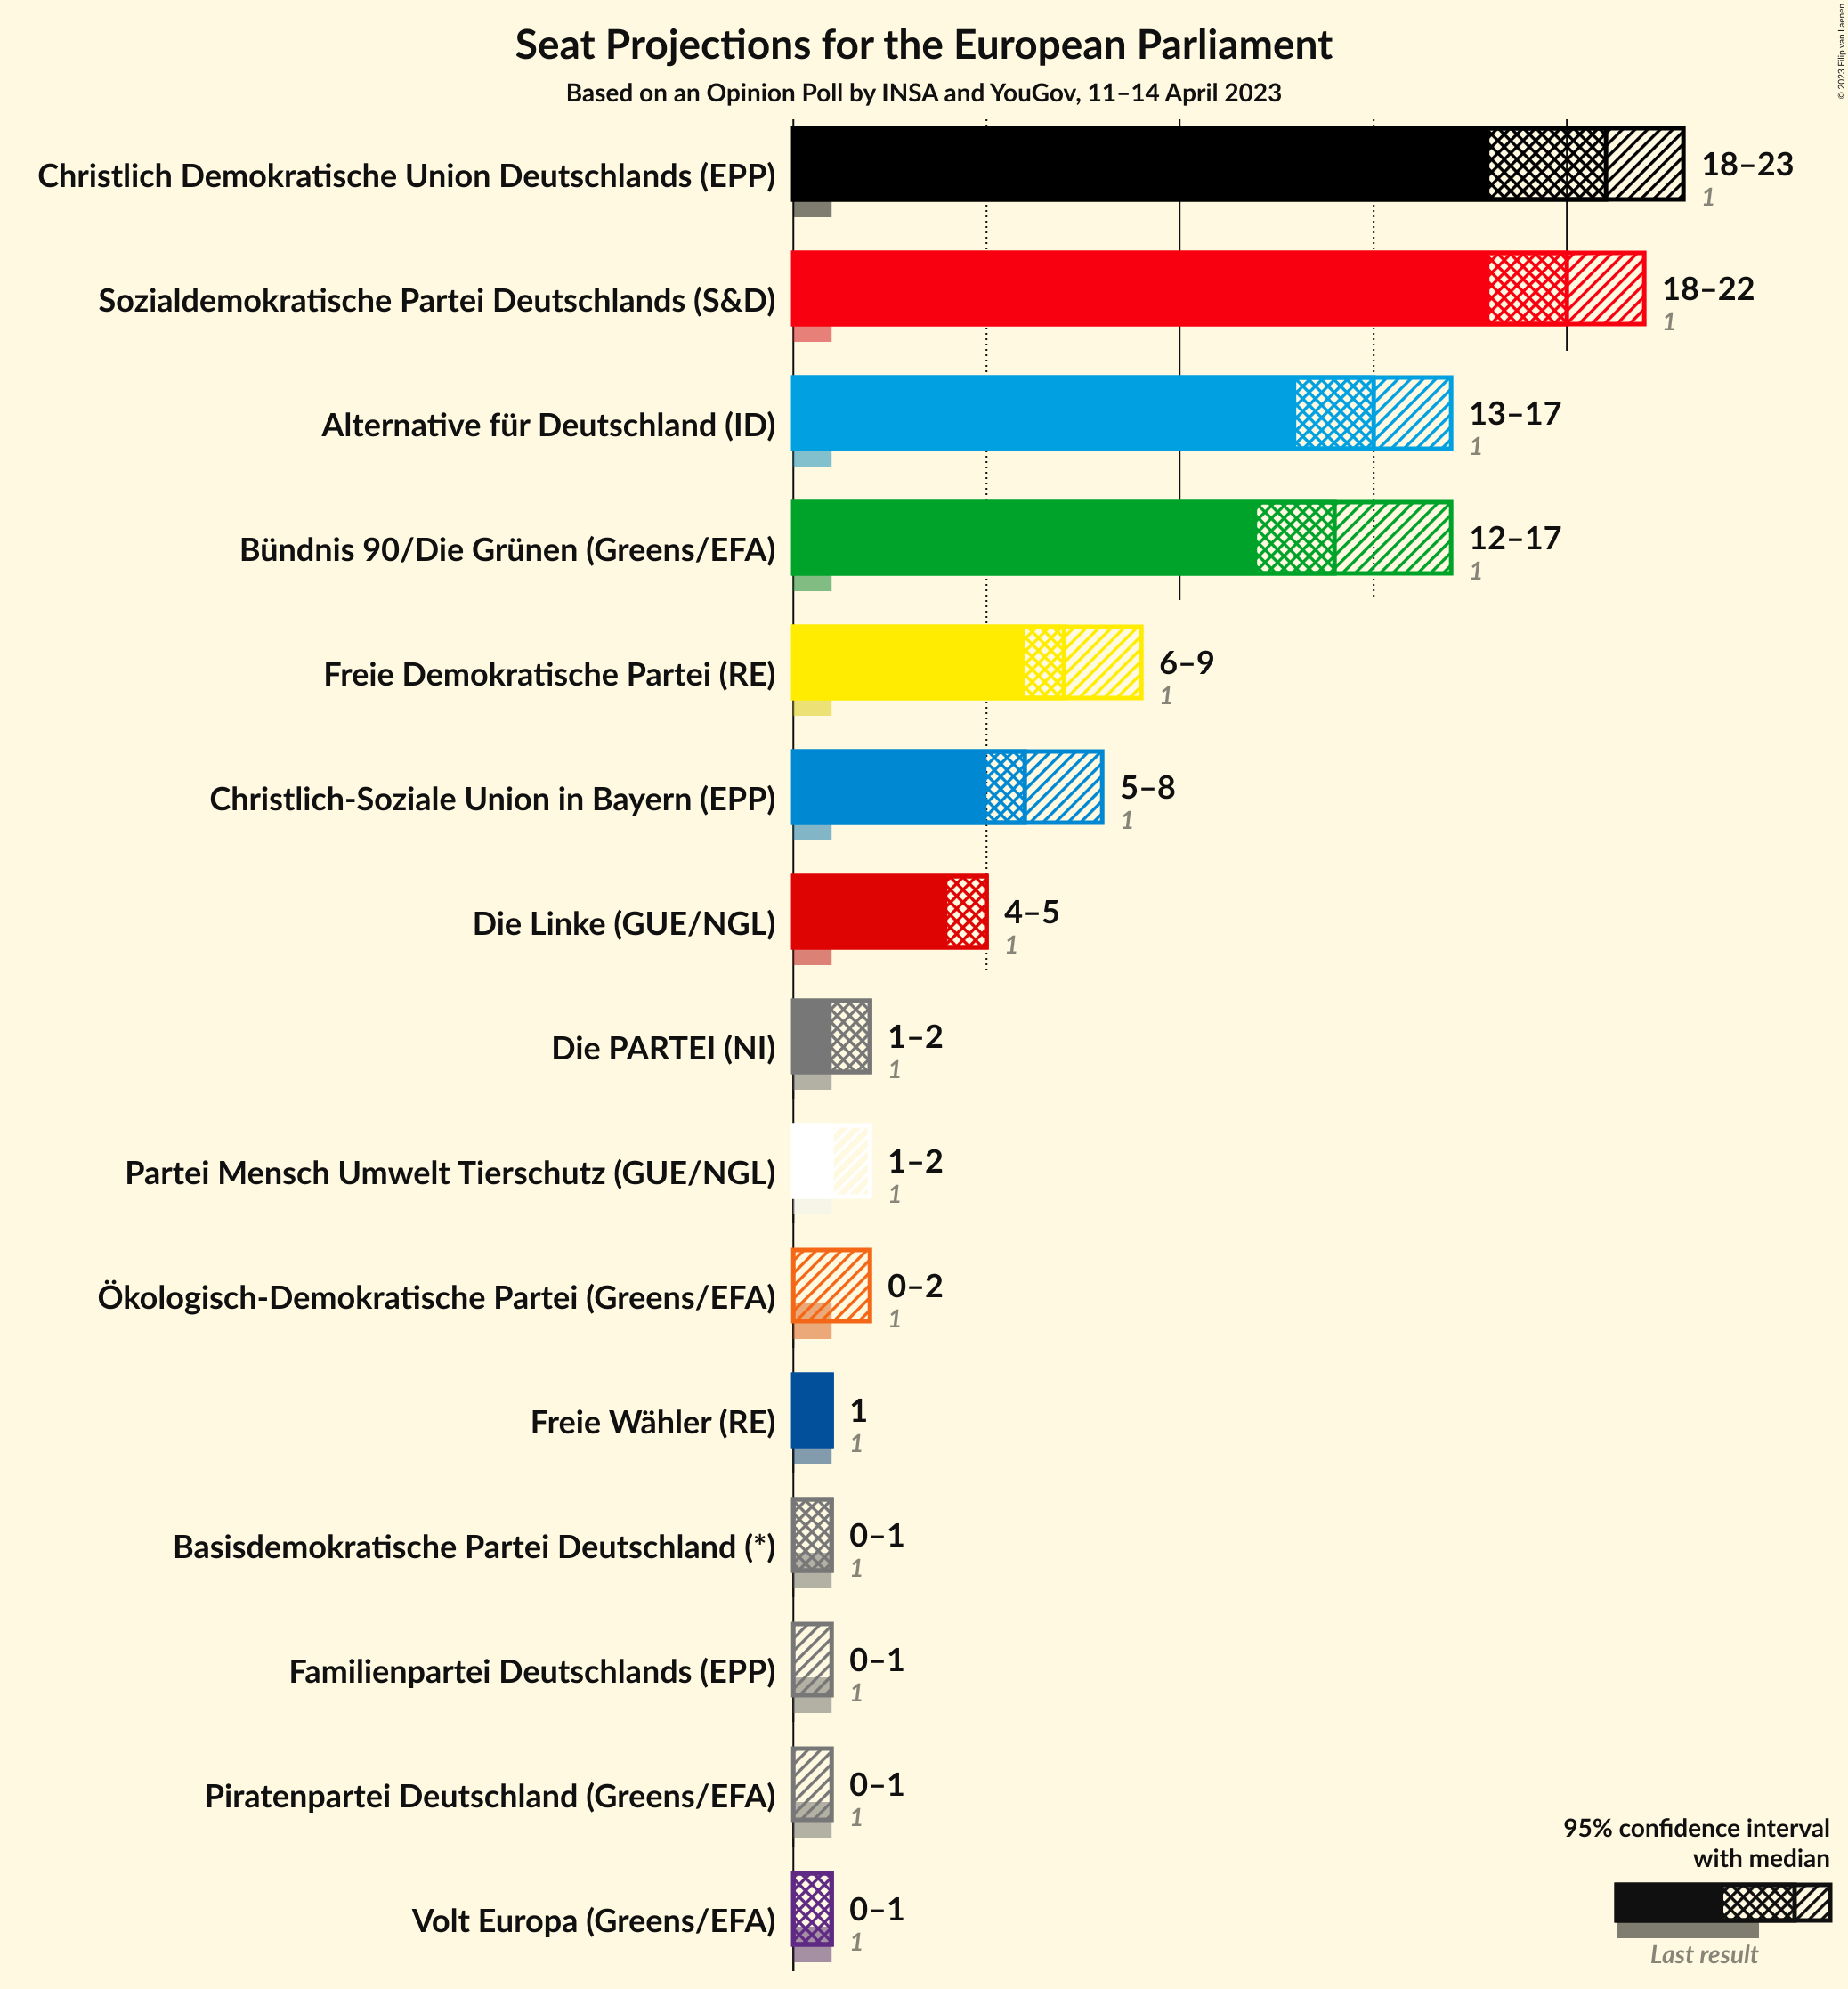 Seat Projections for the European Parliament
Based on an Opinion Poll by INSA and YouGov, 11–14 April 2023
© 2023 Filip van Laenen
Christlich Demokratische Union Deutschlands (EPP)
18–23
1
Sozialdemokratische Partei Deutschlands (S&D)
18–22
1
Alternative für Deutschland (ID)
13–17
1
Bündnis 90/Die Grünen (Greens/EFA)
12–17
1
Freie Demokratische Partei (RE)
6–9
1
Christlich-Soziale Union in Bayern (EPP)
5–8
1
Die Linke (GUE/NGL)
4–5
1
Die PARTEI (NI)
1–2
1
Partei Mensch Umwelt Tierschutz (GUE/NGL)
1–2
1
Ökologisch-Demokratische Partei (Greens/EFA)
0–2
1
Freie Wähler (RE)
1
1
Basisdemokratische Partei Deutschland (*)
0–1
1
Familienpartei Deutschlands (EPP)
0–1
1
Piratenpartei Deutschland (Greens/EFA)
0–1
1
Volt Europa (Greens/EFA)
0–1
1
95% confidence interval
with median
Last result